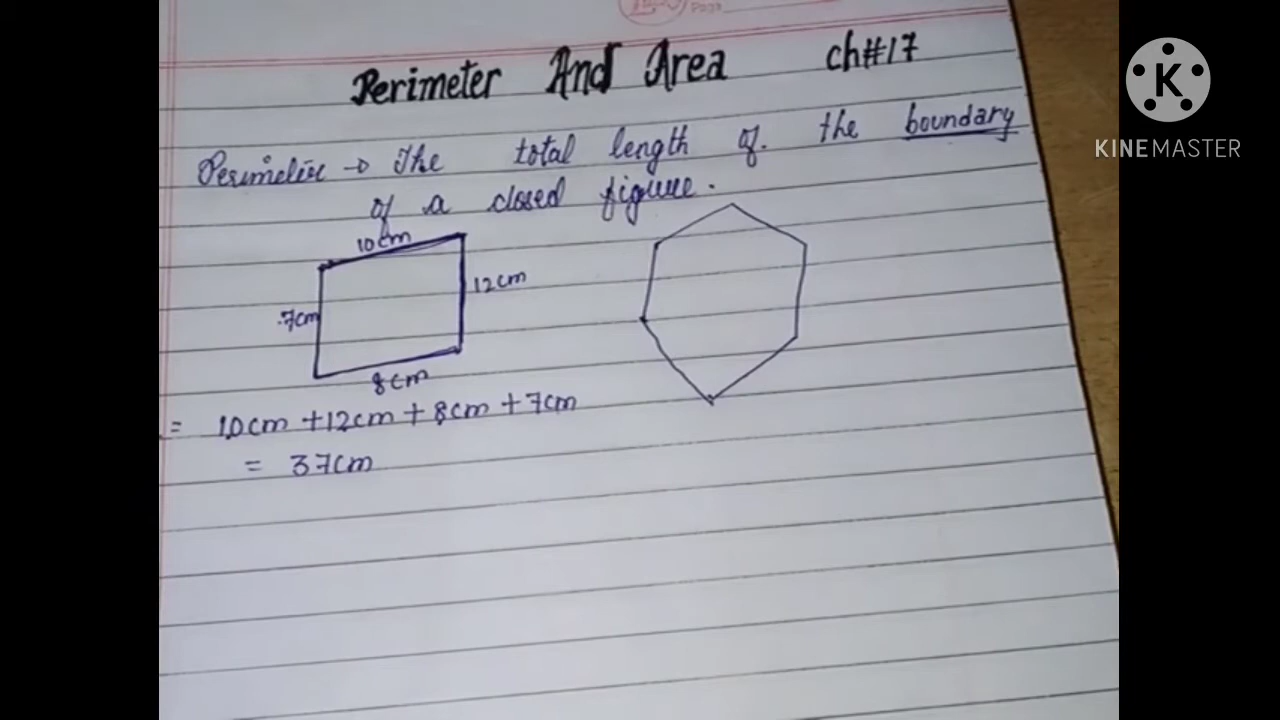 Page
Perimeter And Area ch#17
Perimeter → The total length of the boundary
of a closed figure.
10cm
12cm
7cm
8cm
= 10cm + 12cm + 8cm + 7cm
= 37cm
K
KINEMASTER